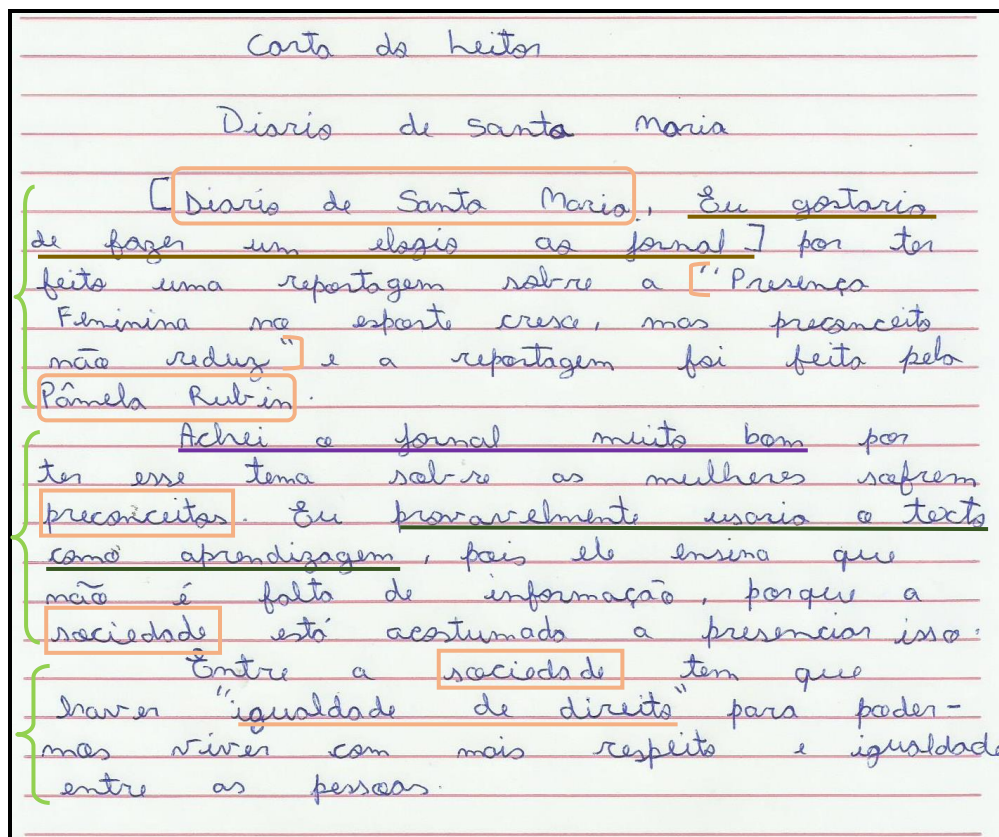 Carta do Leitor
Diario de santa maria
[Diario de Santa Maria, Eu gostaria
de fazer um elogio ao jornal] por ter
feito uma reportagem sobre a ["Presença
Feminina no esporte cresce, mas preconceito
não reduz"] e a reportagem foi feita pela
Pâmela Rubin.
Achei o jornal muito bom por
ter esse tema sobre as mulheres sofrem
preconceitos. Eu provavelmente usaria o texto
como aprendizagem, pois ele ensina que
não é falta de informação, porque a
sociedade está acostumado a presenciar isso.
Entre a sociedade tem que
haver "igualdade de direito" para poder-
mos viver com mais respeito e igualdade
entre as pessoas.